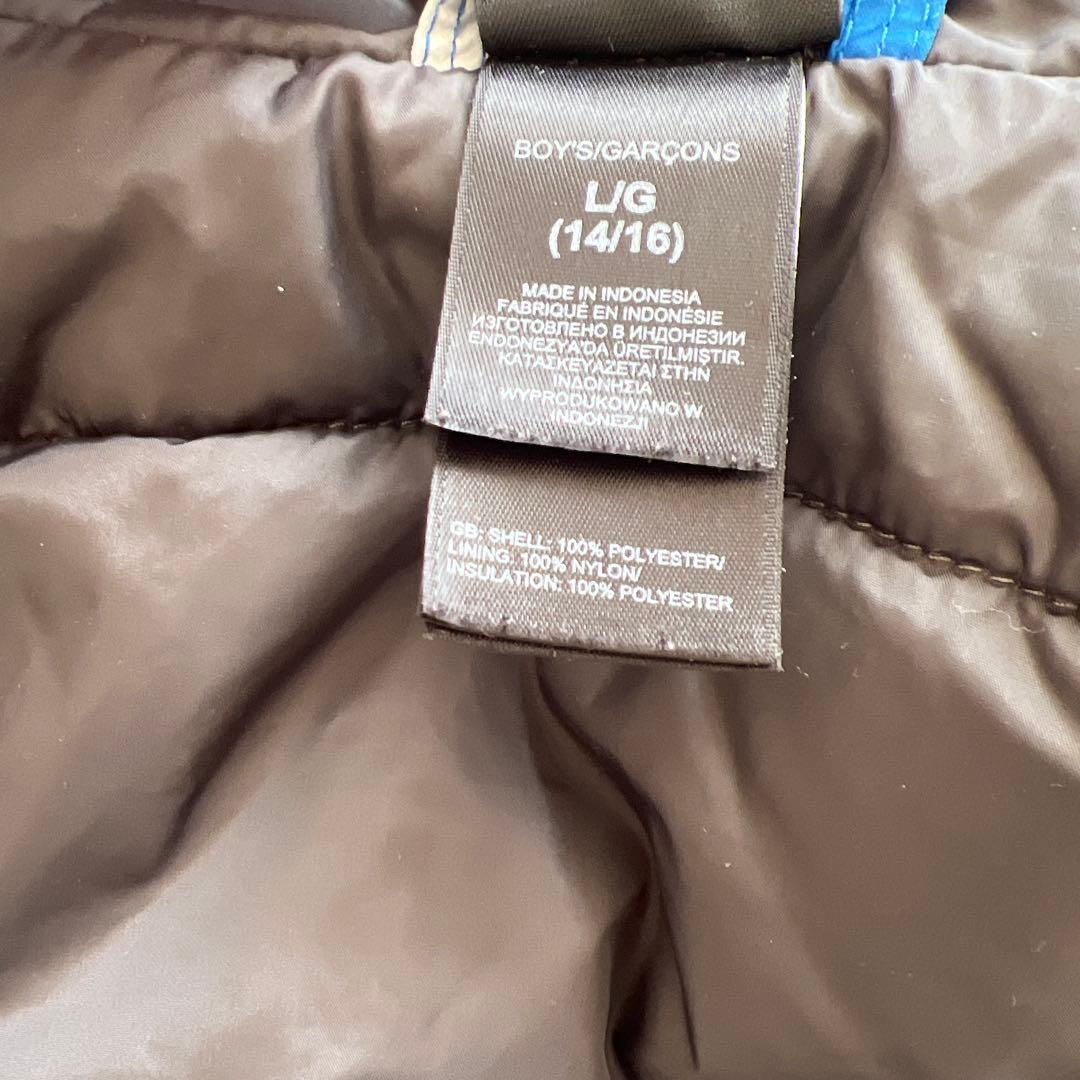 BOY'S/GARÇONS
L/G
(14/16)
MADE IN INDONESIA
FABRIQUÉ EN INDONÉSIE
ИЗГОТОВЛЕНО В ИНДОНЕЗИИ
ENDONEZYA'DA ÜRETILMIŞTIR.
ΚΑΤΑΣΚΕΥΑΖΕΤΑΙ ΣΤΗΝ
ΙΝΔΟΝΗΣΙΑ
WYPRODUKOWANO W
INDONEZJI
GB: SHELL: 100% POLYESTER/
LINING: 100% NYLON/
INSULATION: 100% POLYESTER